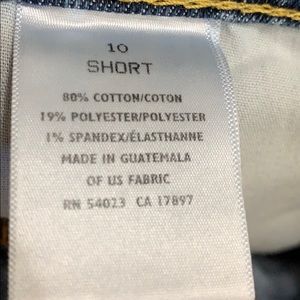 10
SHORT
80% COTTON/COTON
19% POLYESTER/POLYESTER
1% SPANDEX/ÉLASTHANNE
MADE IN GUATEMALA
OF US FABRIC
RN 54023 CA 17897